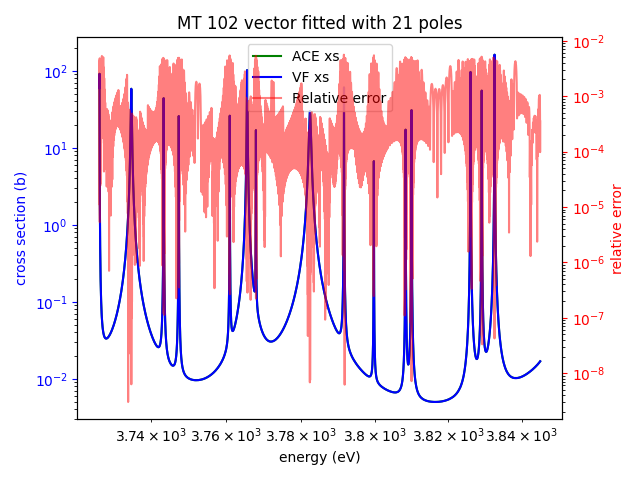 MT 102 vector fitted with 21 poles
ACE xs
VF xs
Relative error
cross section (b)
10²
10¹
10⁰
10⁻¹
10⁻²
relative error
10⁻²
10⁻³
10⁻⁴
10⁻⁵
10⁻⁶
10⁻⁷
10⁻⁸
3.74 × 10³ 3.76 × 10³ 3.78 × 10³ 3.8 × 10³ 3.82 × 10³ 3.84 × 10³
energy (eV)